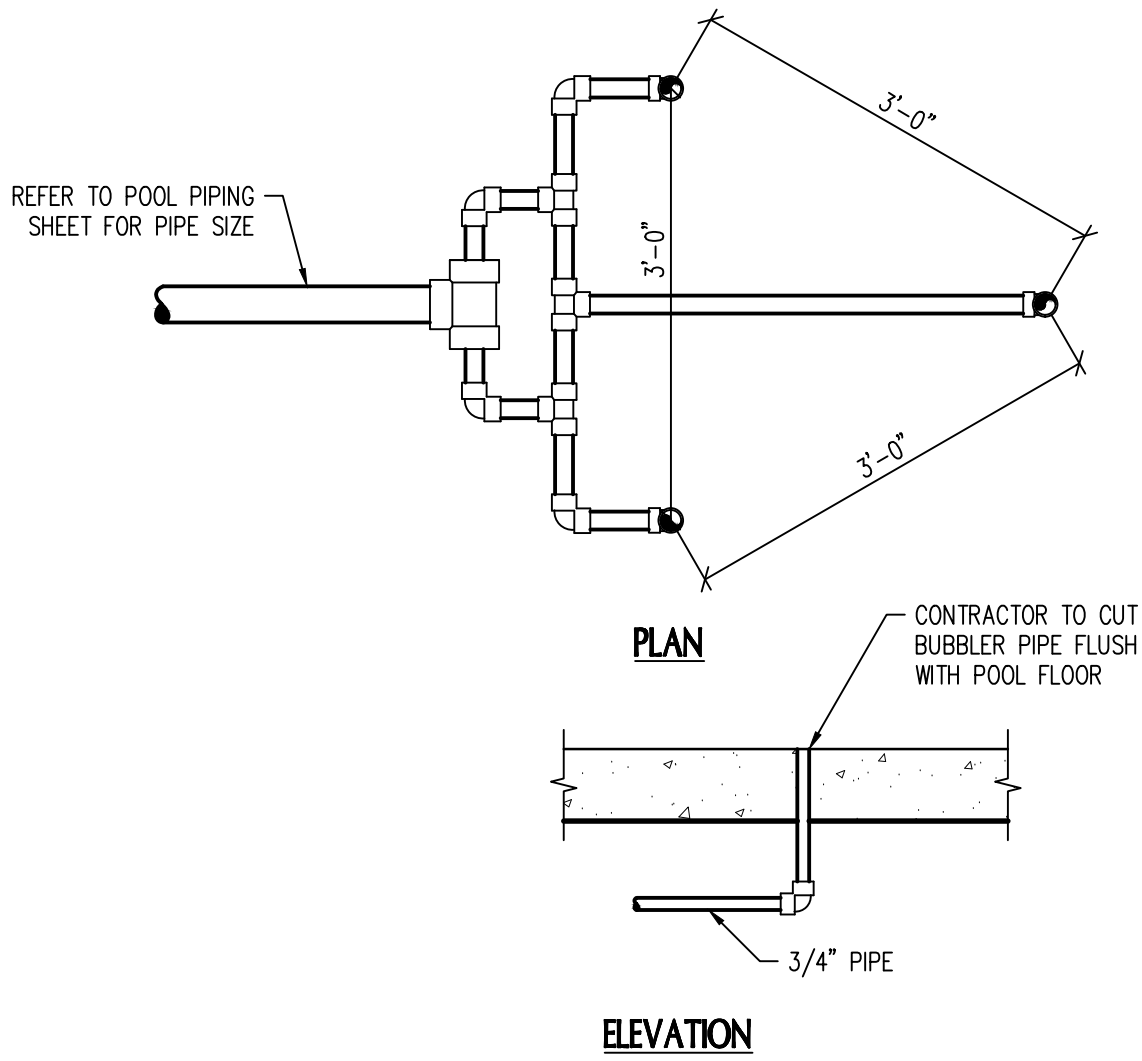 3'-0"
REFER TO POOL PIPING
SHEET FOR PIPE SIZE
3'-0"
3'-0"
PLAN
CONTRACTOR TO CUT
BUBBLER PIPE FLUSH
WITH POOL FLOOR
3/4" PIPE
ELEVATION